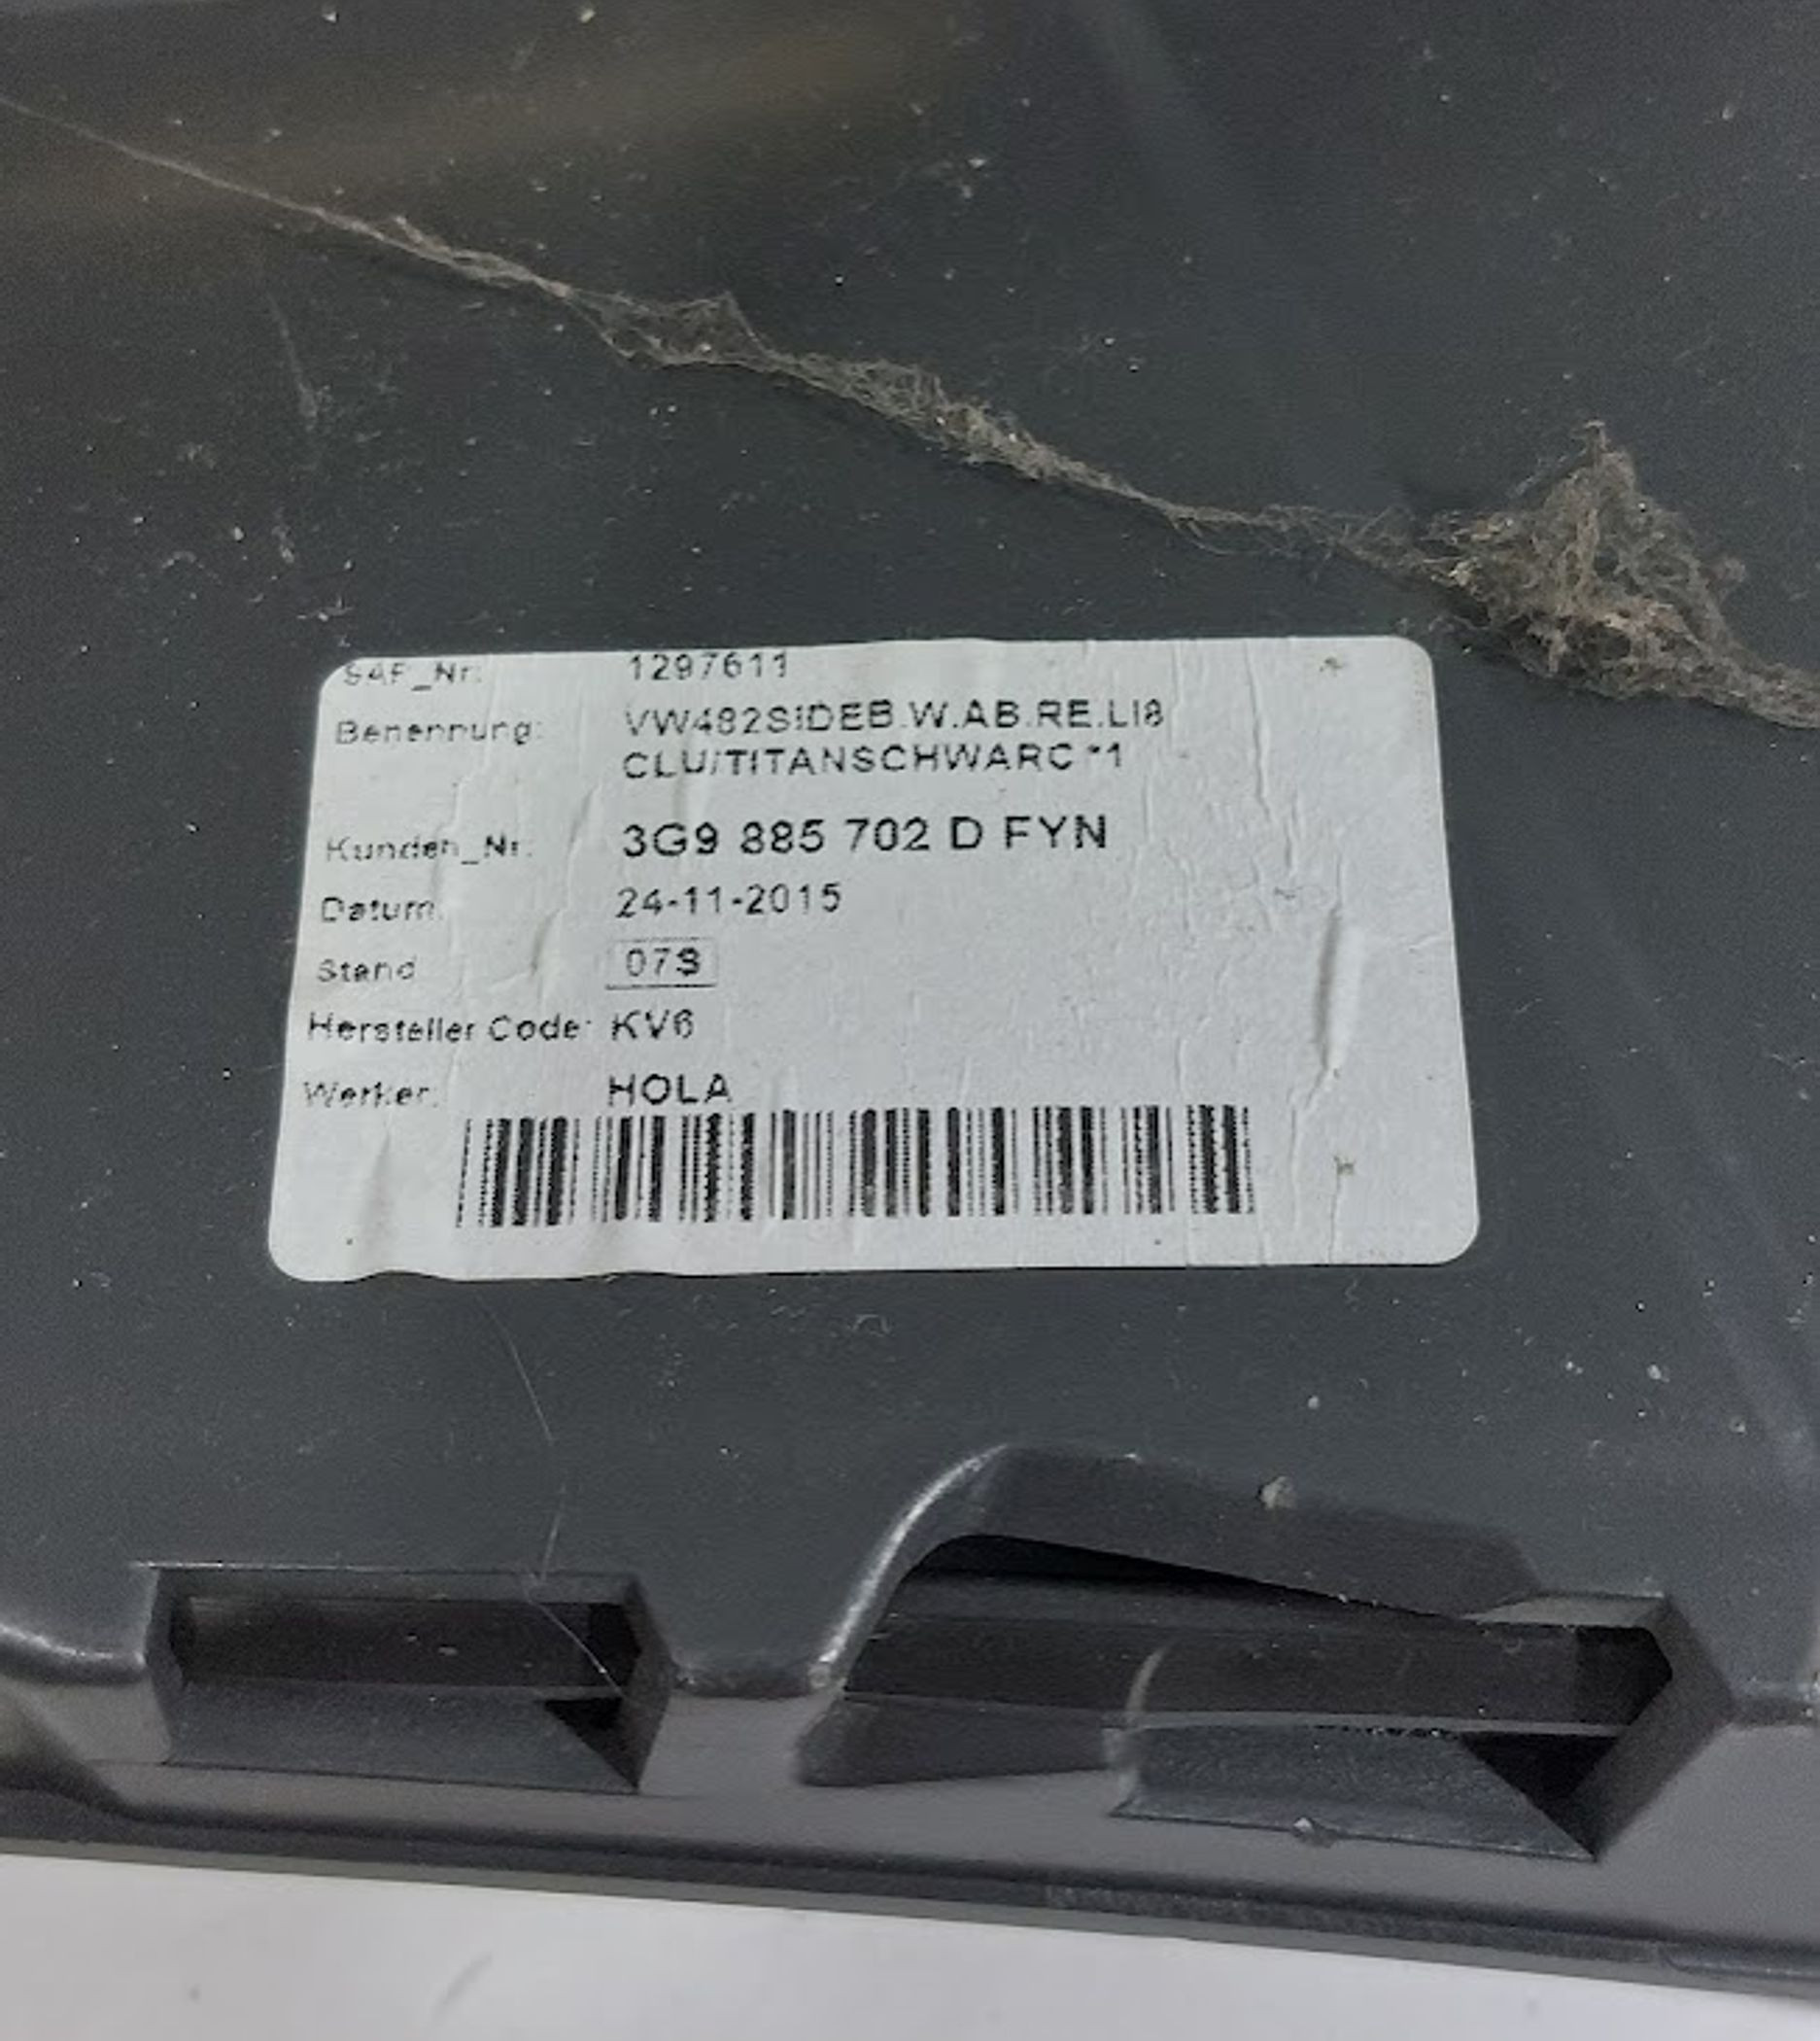 SAP_Nr: 1297611
Benennung: VW482SIDEB.W.AB.RE.LI8
CLU/TITANSCHWARC *1
Kunden_Nr: 3G9 885 702 D FYN
Datum: 24-11-2015
Stand 07S
Hersteller Code: KV6
Werker: HOLA